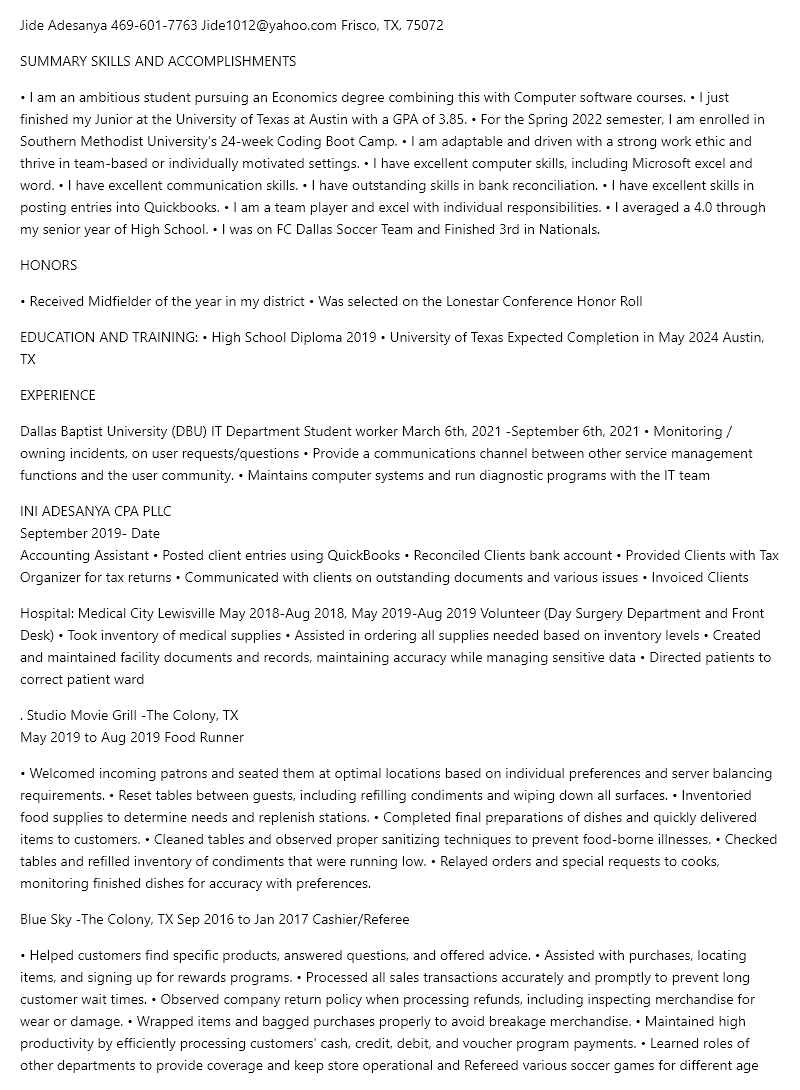 Jide Adesanya 469-601-7763 Jide1012@yahoo.com Frisco, TX, 75072
SUMMARY SKILLS AND ACCOMPLISHMENTS
• I am an ambitious student pursuing an Economics degree combining this with Computer software courses. • I just
finished my Junior at the University of Texas at Austin with a GPA of 3.85. • For the Spring 2022 semester, I am enrolled in
Southern Methodist University's 24-week Coding Boot Camp. • I am adaptable and driven with a strong work ethic and
thrive in team-based or individually motivated settings. • I have excellent computer skills, including Microsoft excel and
word. • I have excellent communication skills. • I have outstanding skills in bank reconciliation. • I have excellent skills in
posting entries into Quickbooks. • I am a team player and excel with individual responsibilities. • I averaged a 4.0 through
my senior year of High School. • I was on FC Dallas Soccer Team and Finished 3rd in Nationals.
HONORS
• Received Midfielder of the year in my district • Was selected on the Lonestar Conference Honor Roll
EDUCATION AND TRAINING: • High School Diploma 2019 • University of Texas Expected Completion in May 2024 Austin,
TX
EXPERIENCE
Dallas Baptist University (DBU) IT Department Student worker March 6th, 2021 -September 6th, 2021 • Monitoring /
owning incidents, on user requests/questions • Provide a communications channel between other service management
functions and the user community. • Maintains computer systems and run diagnostic programs with the IT team
INI ADESANYA CPA PLLC
September 2019- Date
Accounting Assistant • Posted client entries using QuickBooks • Reconciled Clients bank account • Provided Clients with Tax
Organizer for tax returns • Communicated with clients on outstanding documents and various issues • Invoiced Clients
Hospital: Medical City Lewisville May 2018-Aug 2018, May 2019-Aug 2019 Volunteer (Day Surgery Department and Front
Desk) • Took inventory of medical supplies • Assisted in ordering all supplies needed based on inventory levels • Created
and maintained facility documents and records, maintaining accuracy while managing sensitive data • Directed patients to
correct patient ward
. Studio Movie Grill -The Colony, TX
May 2019 to Aug 2019 Food Runner
• Welcomed incoming patrons and seated them at optimal locations based on individual preferences and server balancing
requirements. • Reset tables between guests, including refilling condiments and wiping down all surfaces. • Inventoried
food supplies to determine needs and replenish stations. • Completed final preparations of dishes and quickly delivered
items to customers. • Cleaned tables and observed proper sanitizing techniques to prevent food-borne illnesses. • Checked
tables and refilled inventory of condiments that were running low. • Relayed orders and special requests to cooks,
monitoring finished dishes for accuracy with preferences.
Blue Sky -The Colony, TX Sep 2016 to Jan 2017 Cashier/Referee
• Helped customers find specific products, answered questions, and offered advice. • Assisted with purchases, locating
items, and signing up for rewards programs. • Processed all sales transactions accurately and promptly to prevent long
customer wait times. • Observed company return policy when processing refunds, including inspecting merchandise for
wear or damage. • Wrapped items and bagged purchases properly to avoid breakage merchandise. • Maintained high
productivity by efficiently processing customers' cash, credit, debit, and voucher program payments. • Learned roles of
other departments to provide coverage and keep store operational and Refereed various soccer games for different age